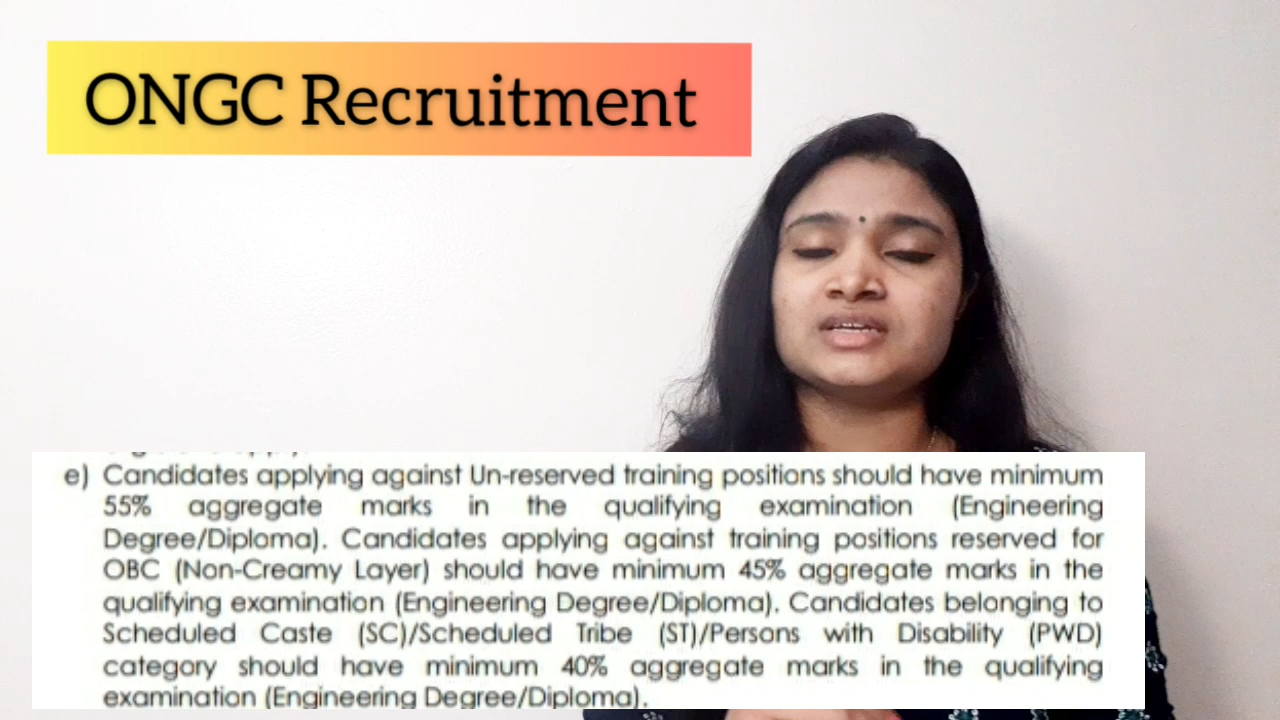 ONGC Recruitment
e) Candidates applying against Un-reserved training positions should have minimum
55% aggregate marks in the qualifying examination (Engineering
Degree/Diploma). Candidates applying against training positions reserved for
OBC (Non-Creamy Layer) should have minimum 45% aggregate marks in the
qualifying examination (Engineering Degree/Diploma). Candidates belonging to
Scheduled Caste (SC)/Scheduled Tribe (ST)/Persons with Disability (PWD)
category should have minimum 40% aggregate marks in the qualifying
examination (Engineering Degree/Diploma).